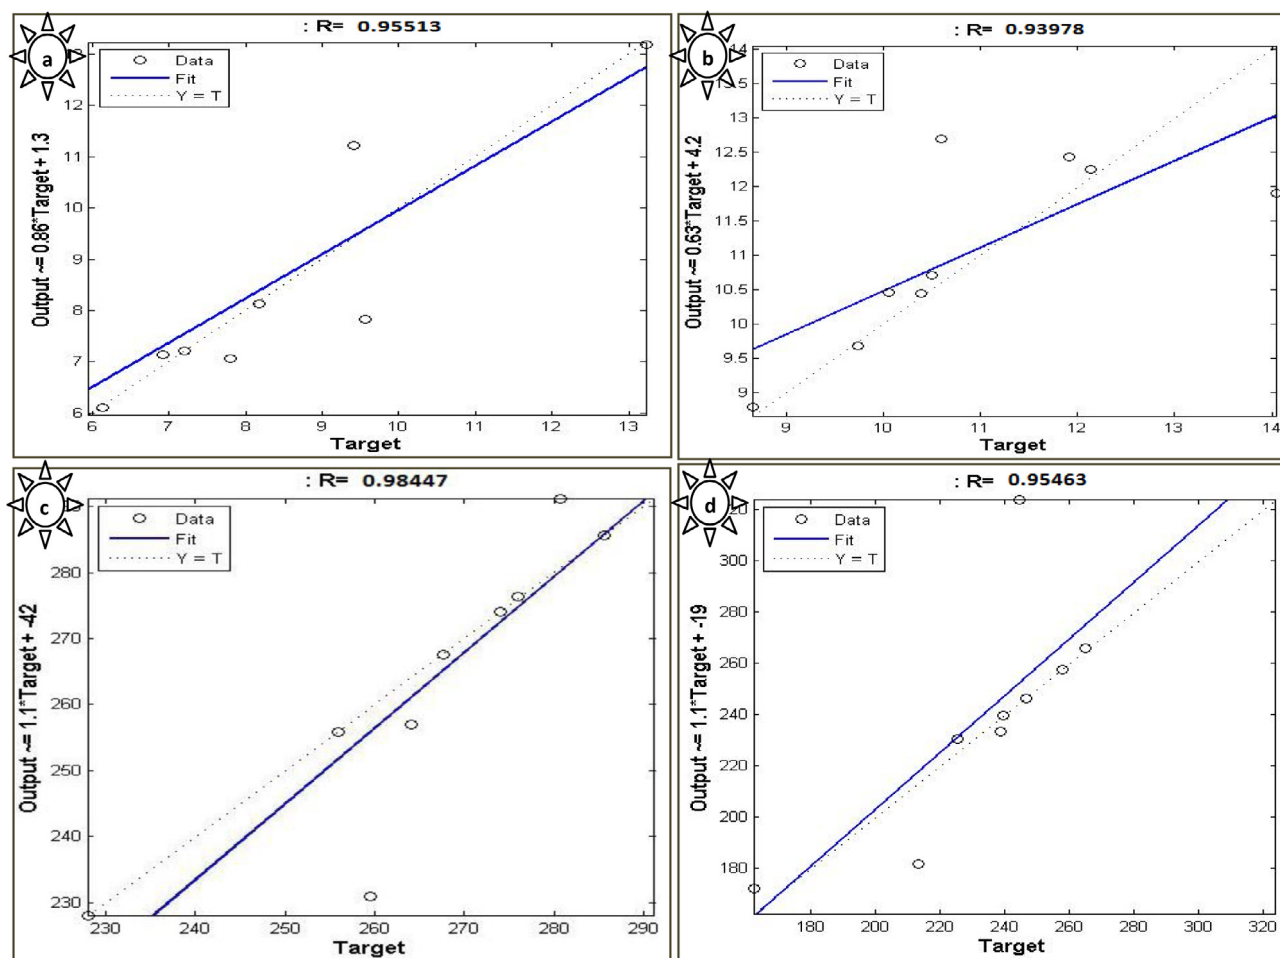 a
: R= 0.95513
Data
Fit
Y = T
12
11
10
9
8
7
6
6 7 8 9 10 11 12 13
Target
Output ~= 0.86*Target + 1.3
b
: R= 0.93978
Data
Fit
Y = T
14
13
12.5
12
11.5
11
10.5
10
9.5
9
9 10 11 12 13 14
Target
Output ~= 0.63*Target + 4.2
c
: R= 0.98447
Data
Fit
Y = T
280
270
260
250
240
230
230 240 250 260 270 280 290
Target
Output ~= 1.1*Target + -42
d
: R= 0.95463
Data
Fit
Y = T
320
300
280
260
240
220
200
180
180 200 220 240 260 280 300 320
Target
Output ~= 1.1*Target + -19